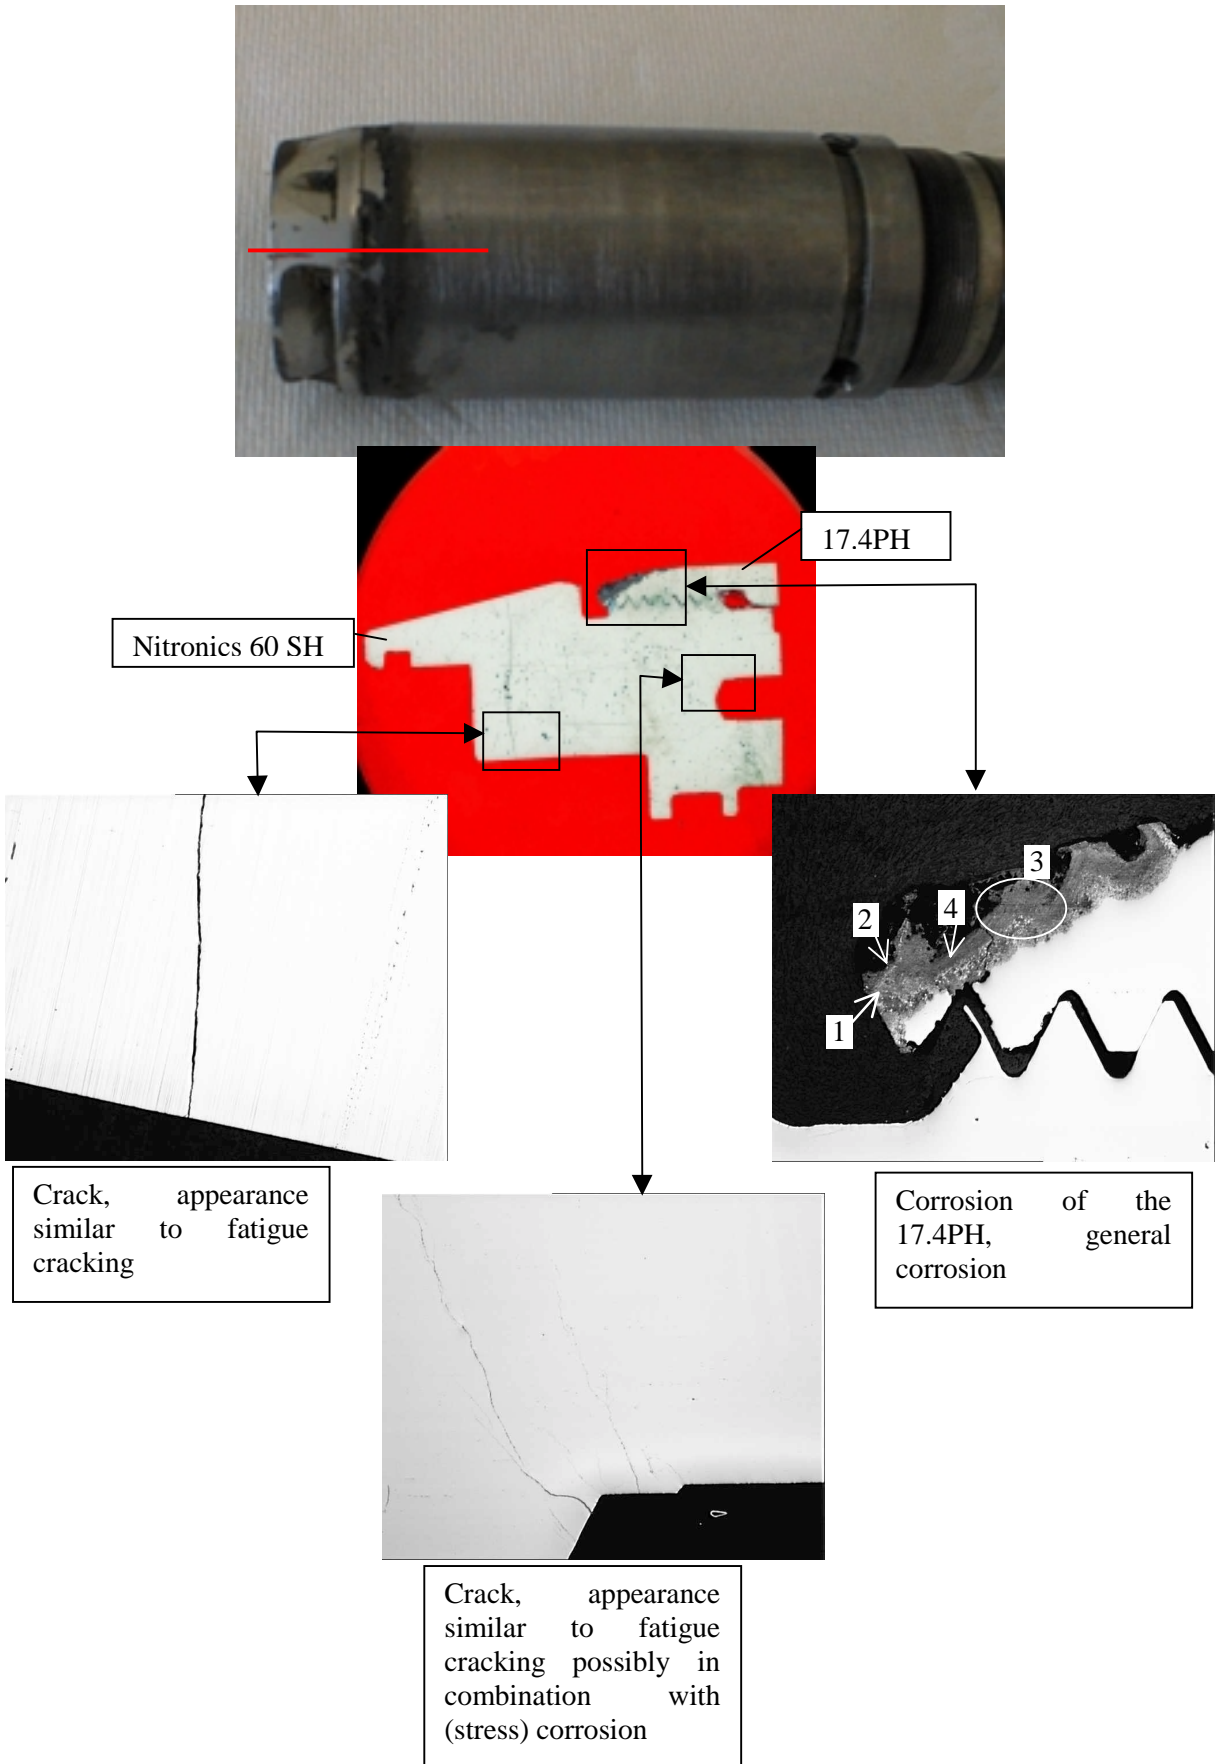 17.4PH
Nitronics 60 SH
3
2
4
1
Crack, appearance
similar to fatigue
cracking
Corrosion of the
17.4PH, general
corrosion
Crack, appearance
similar to fatigue
cracking possibly in
combination with
(stress) corrosion